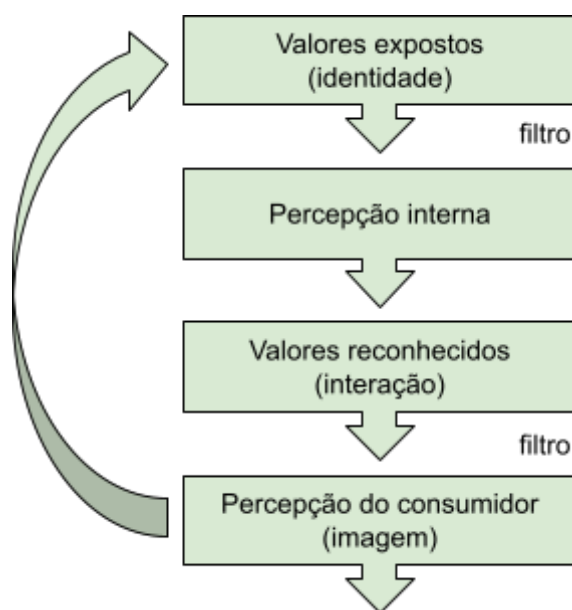 Valores expostos
(identidade)
filtro
Percepção interna
Valores reconhecidos
(interação)
filtro
Percepção do consumidor
(imagem)